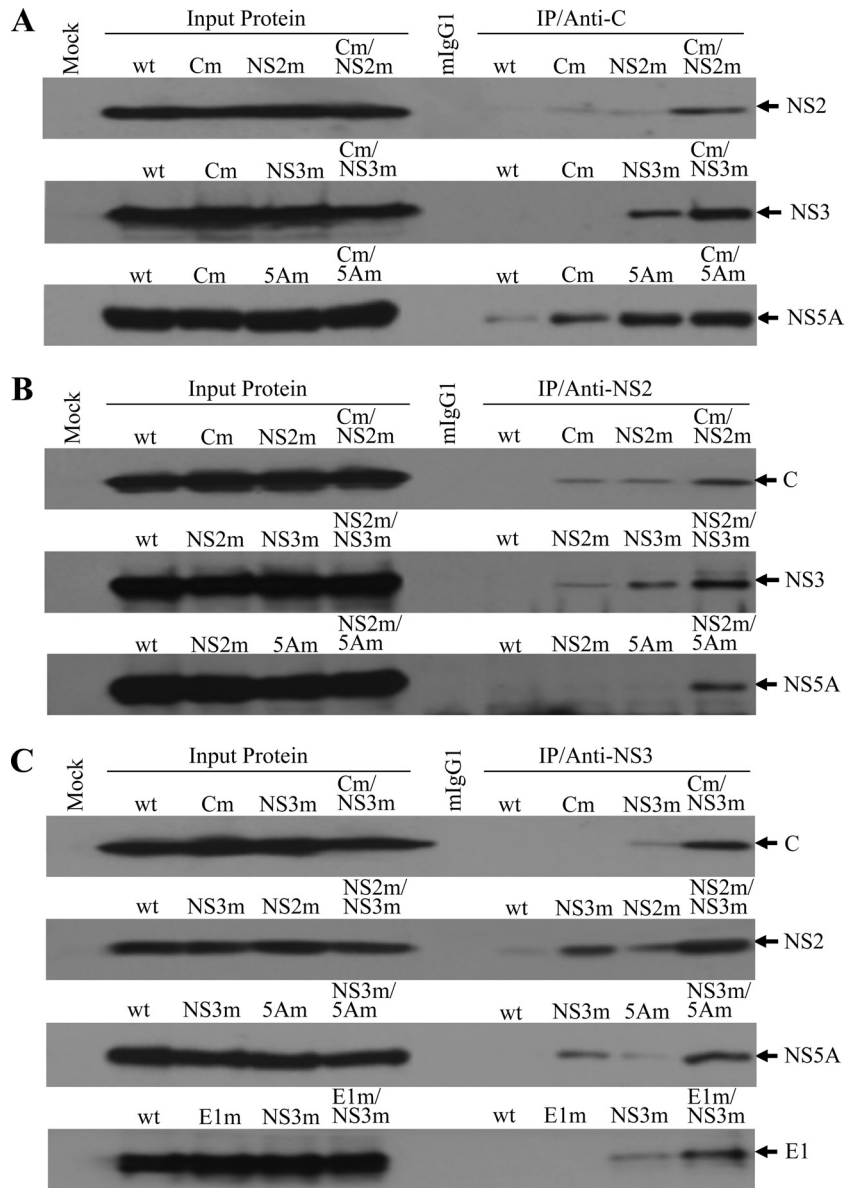 A
Mock
Input Protein
mIgG1
IP/Anti-C
wt Cm NS2m Cm/
NS2m
wt Cm NS2m Cm/
NS2m
NS2
wt Cm NS3m Cm/
NS3m
wt Cm NS3m Cm/
NS3m
NS3
wt Cm 5Am Cm/
5Am
wt Cm 5Am Cm/
5Am
NS5A
B
Mock
Input Protein
mIgG1
IP/Anti-NS2
wt Cm NS2m Cm/
NS2m
wt Cm NS2m Cm/
NS2m
C
wt NS2m NS3m NS2m/
NS3m
wt NS2m NS3m NS2m/
NS3m
NS3
wt NS2m 5Am NS2m/
5Am
wt NS2m 5Am NS2m/
5Am
NS5A
C
Mock
Input Protein
mIgG1
IP/Anti-NS3
wt Cm NS3m Cm/
NS3m
wt Cm NS3m Cm/
NS3m
C
wt NS3m NS2m NS2m/
NS3m
wt NS3m NS2m NS2m/
NS3m
NS2
wt NS3m 5Am NS3m/
5Am
wt NS3m 5Am NS3m/
5Am
NS5A
wt E1m NS3m E1m/
NS3m
wt E1m NS3m E1m/
NS3m
E1